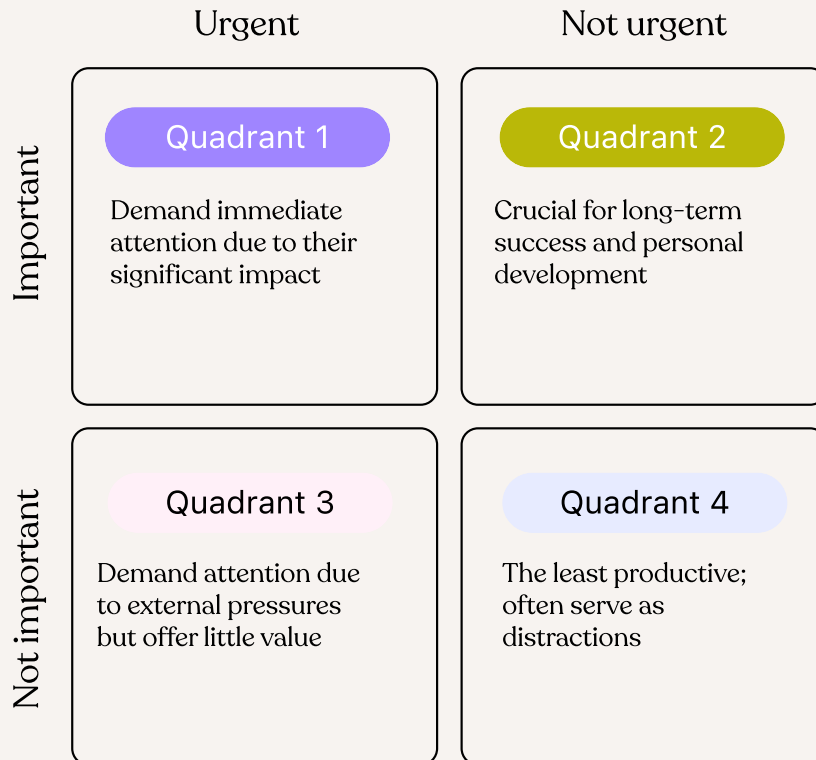 Urgent
Not urgent
Important
Quadrant 1
Demand immediate
attention due to their
significant impact
Quadrant 2
Crucial for long-term
success and personal
development
Not important
Quadrant 3
Demand attention due
to external pressures
but offer little value
Quadrant 4
The least productive;
often serve as
distractions